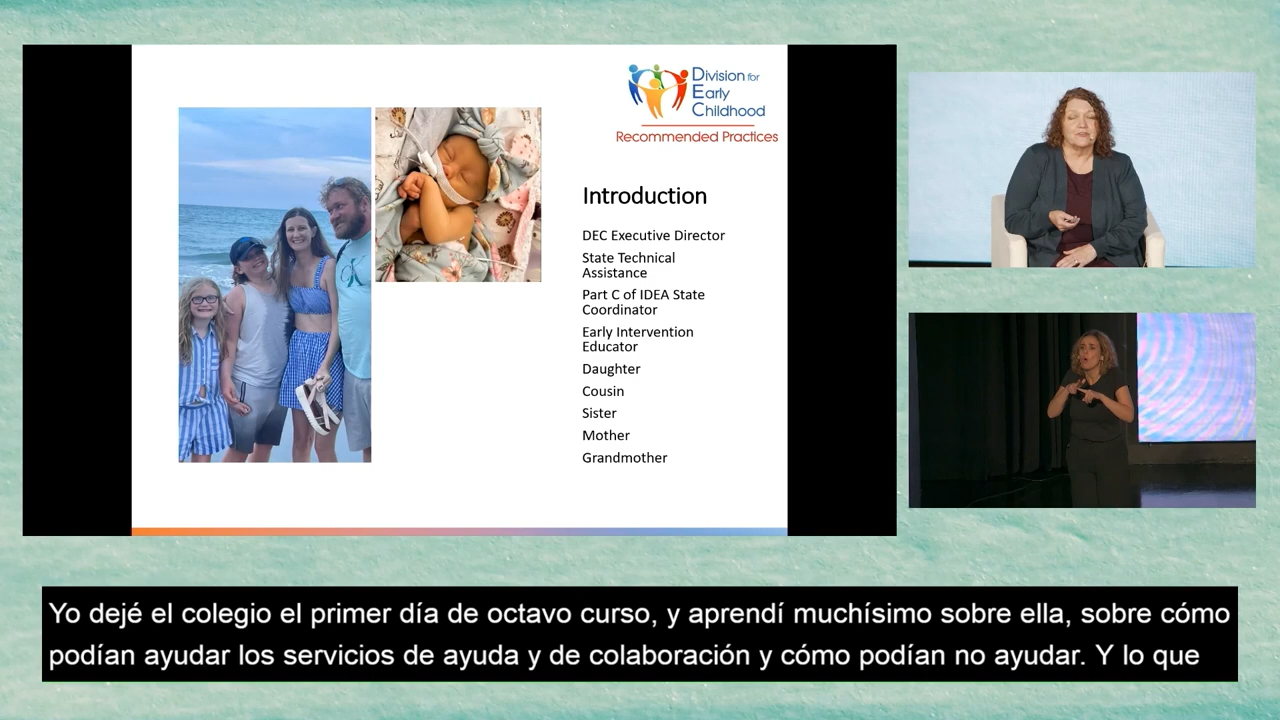 Division for
Early
Childhood
Recommended Practices
Introduction
DEC Executive Director
State Technical
Assistance
Part C of IDEA State
Coordinator
Early Intervention
Educator
Daughter
Cousin
Sister
Mother
Grandmother
Yo dejé el colegio el primer día de octavo curso, y aprendí muchísimo sobre ella, sobre cómo
podían ayudar los servicios de ayuda y de colaboración y cómo podían no ayudar. Y lo que